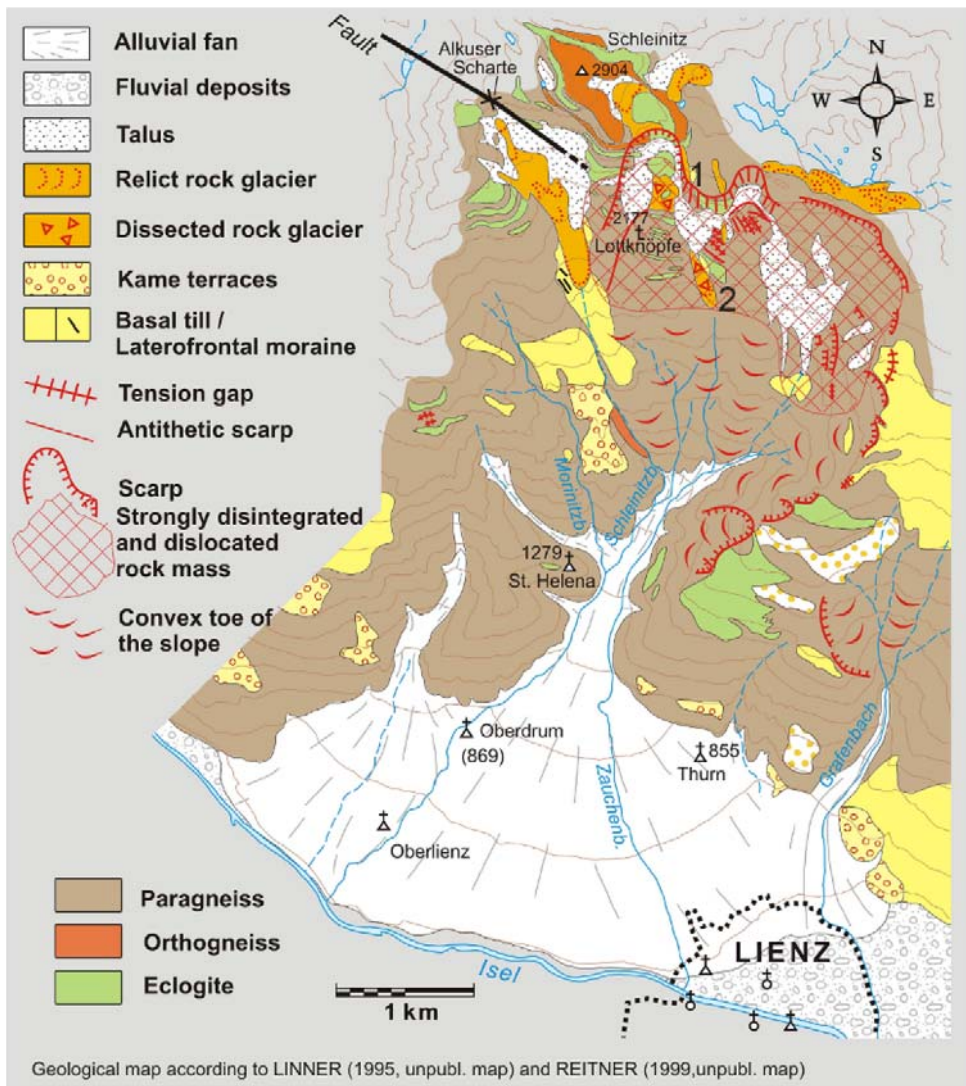 Alluvial fan
Fluvial deposits
Talus
Relict rock glacier
Dissected rock glacier
Kame terraces
Basal till /
Laterofrontal moraine
Tension gap
Antithetic scarp
Scarp
Strongly disintegrated
and dislocated
rock mass
Convex toe of
the slope
Fault
Alkuser
Scharte
Schleinitz
2904
N
W
E
S
1
2177
Lottknöpfe
2
Morinitzb.
Schleinitzb.
1279
St. Helena
Oberdrum
(869)
855
Thurn
Zauchenb.
Grafenbach
Oberlienz
Paragneiss
Orthogneiss
Eclogite
Isel
LIENZ
1 km
Geological map according to LINNER (1995, unpubl. map) and REITNER (1999,unpubl. map)